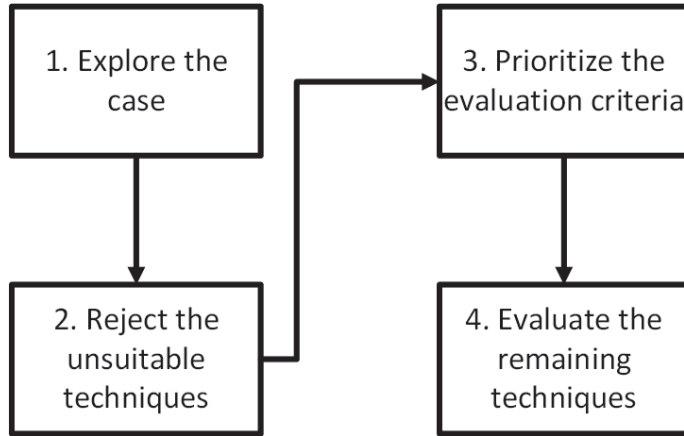 1. Explore the
case
2. Reject the
unsuitable
techniques
3. Prioritize the
evaluation criteria
4. Evaluate the
remaining
techniques